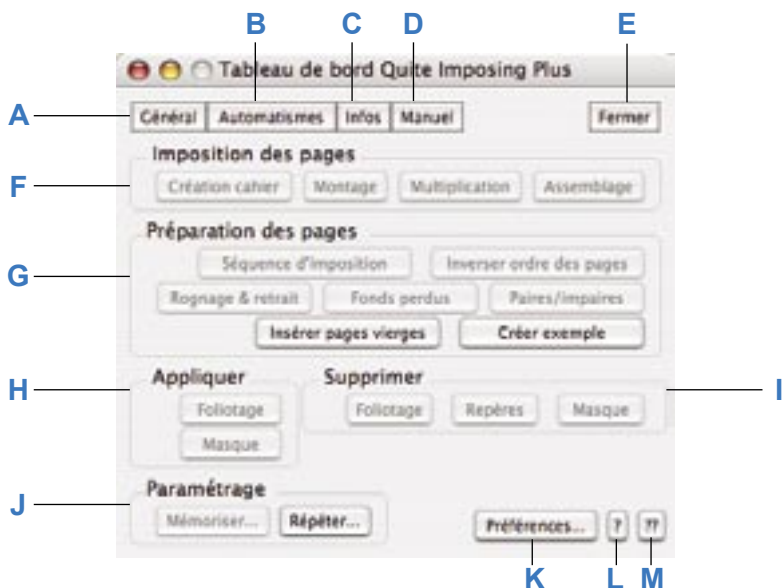 B C D E
Tableau de bord Quite Imposing Plus
A
Général Automatismes Infos Manuel Fermer
Imposition des pages
F
Création cahier Montage Multiplication Assemblage
Préparation des pages
G
Séquence d'imposition Inverser ordre des pages
Rognage & retrait Fonds perdus Paires/impaires
Insérer pages vierges Créer exemple
Appliquer Supprimer
H I
Foliotage Foliotage Repères Masque
Masque
Paramétrage
J
Mémoriser... Répéter... Préférences... ? ??
K L M